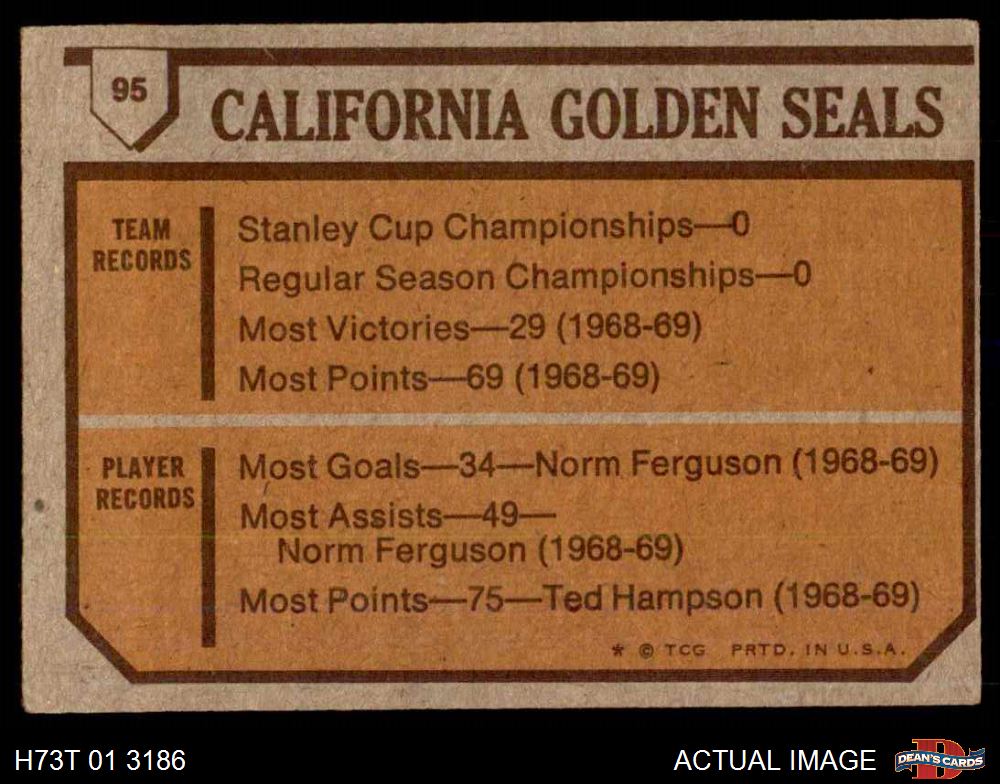 95
CALIFORNIA GOLDEN SEALS
TEAM
RECORDS
Stanley Cup Championships—0
Regular Season Championships—0
Most Victories—29 (1968-69)
Most Points—69 (1968-69)
PLAYER
RECORDS
Most Goals—34—Norm Ferguson (1968-69)
Most Assists—49—
Norm Ferguson (1968-69)
Most Points—75—Ted Hampson (1968-69)
* © TCG PRTD. IN U.S.A.
H73T 01 3186
ACTUAL IMAGE
DEAN'S CARDS